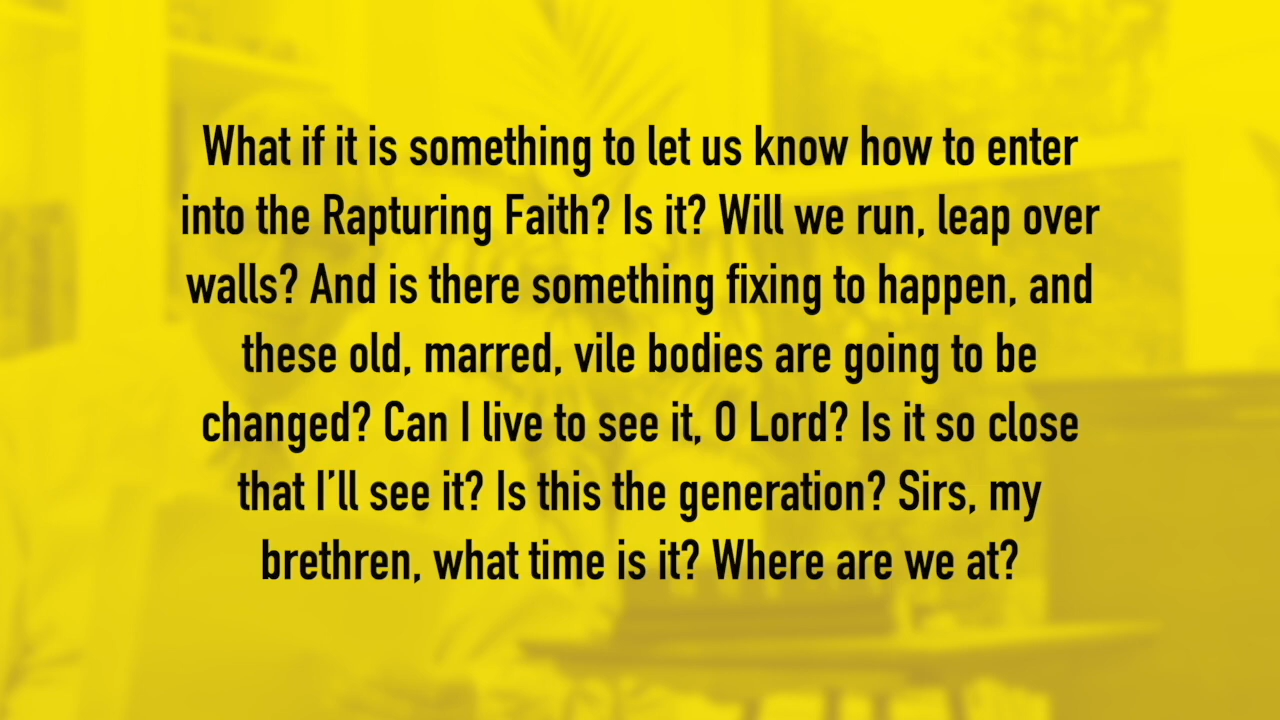 What if it is something to let us know how to enter
into the Rapturing Faith? Is it? Will we run, leap over
walls? And is there something fixing to happen, and
these old, marred, vile bodies are going to be
changed? Can I live to see it, O Lord? Is it so close
that I’ll see it? Is this the generation? Sirs, my
brethren, what time is it? Where are we at?